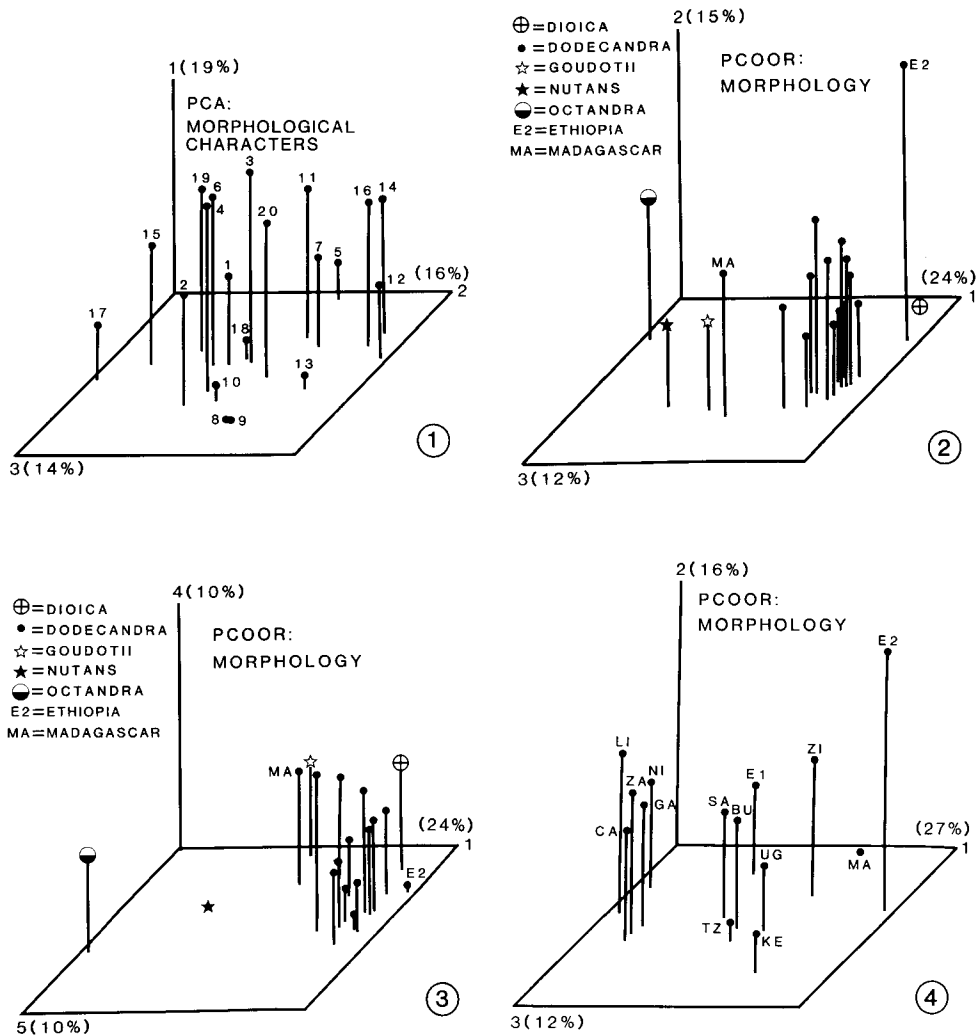 1(19%)
PCA:
MORPHOLOGICAL
CHARACTERS
3
19 6
4
11
16 14
20
15
7 5
1
2
12
(16%)
2
17
18
13
10
8 9
3(14%)
1
2(15%)
⊕=DIOICA
•=DODECANDRA
☆=GOUDOTII
★=NUTANS
=OCTANDRA
E2=ETHIOPIA
MA=MADAGASCAR
PCOOR:
MORPHOLOGY
E2
MA
(24%)
1
3(12%)
2
4(10%)
⊕=DIOICA
•=DODECANDRA
☆=GOUDOTII
★=NUTANS
=OCTANDRA
E2=ETHIOPIA
MA=MADAGASCAR
PCOOR:
MORPHOLOGY
MA
(24%)
1
E2
5(10%)
3
2(16%)
PCOOR:
MORPHOLOGY
E2
LI
ZI
ZA NI
E1
GA
SA BU
CA
(27%)
1
UG
MA
TZ
KE
3(12%)
4